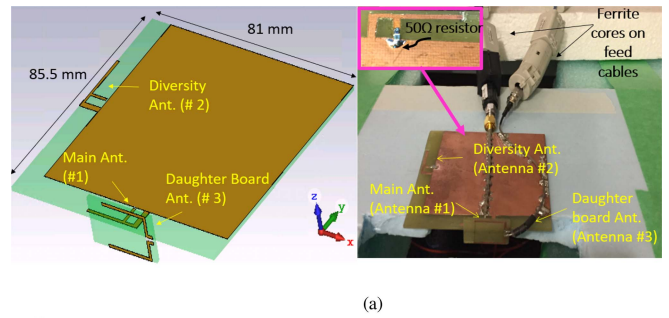 81 mm
85.5 mm
Diversity
Ant. (# 2)
Main Ant.
(#1)
Daughter Board
Ant. (# 3)
z
y
x
50Ω resistor
Ferrite
cores on
feed
cables
Diversity Ant.
(Antenna #2)
Main Ant.
(Antenna #1)
Daughter
board Ant.
(Antenna #3)
(a)